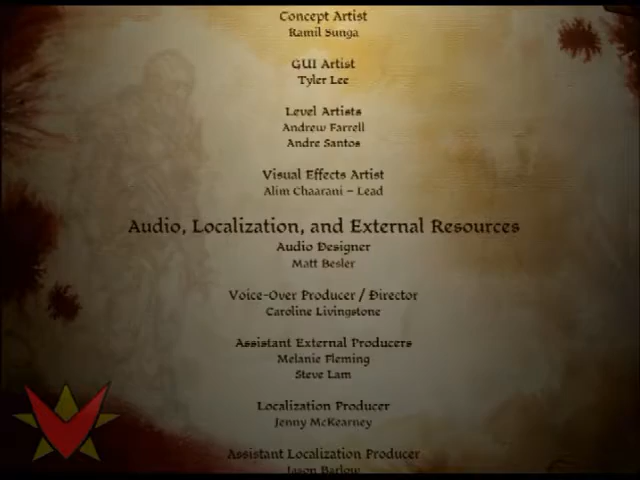 Concept Artist
Ramil Sunga
GUI Artist
Tyler Lee
Level Artists
Andrew Farrell
Andre Santos
Visual Effects Artist
Alim Chaarani – Lead
Audio, Localization, and External Resources
Audio Designer
Matt Besler
Voice-Over Producer / Director
Caroline Livingstone
Assistant External Producers
Melanie Fleming
Steve Lam
Localization Producer
Jenny McKearney
Assistant Localization Producer
Jason Barlow